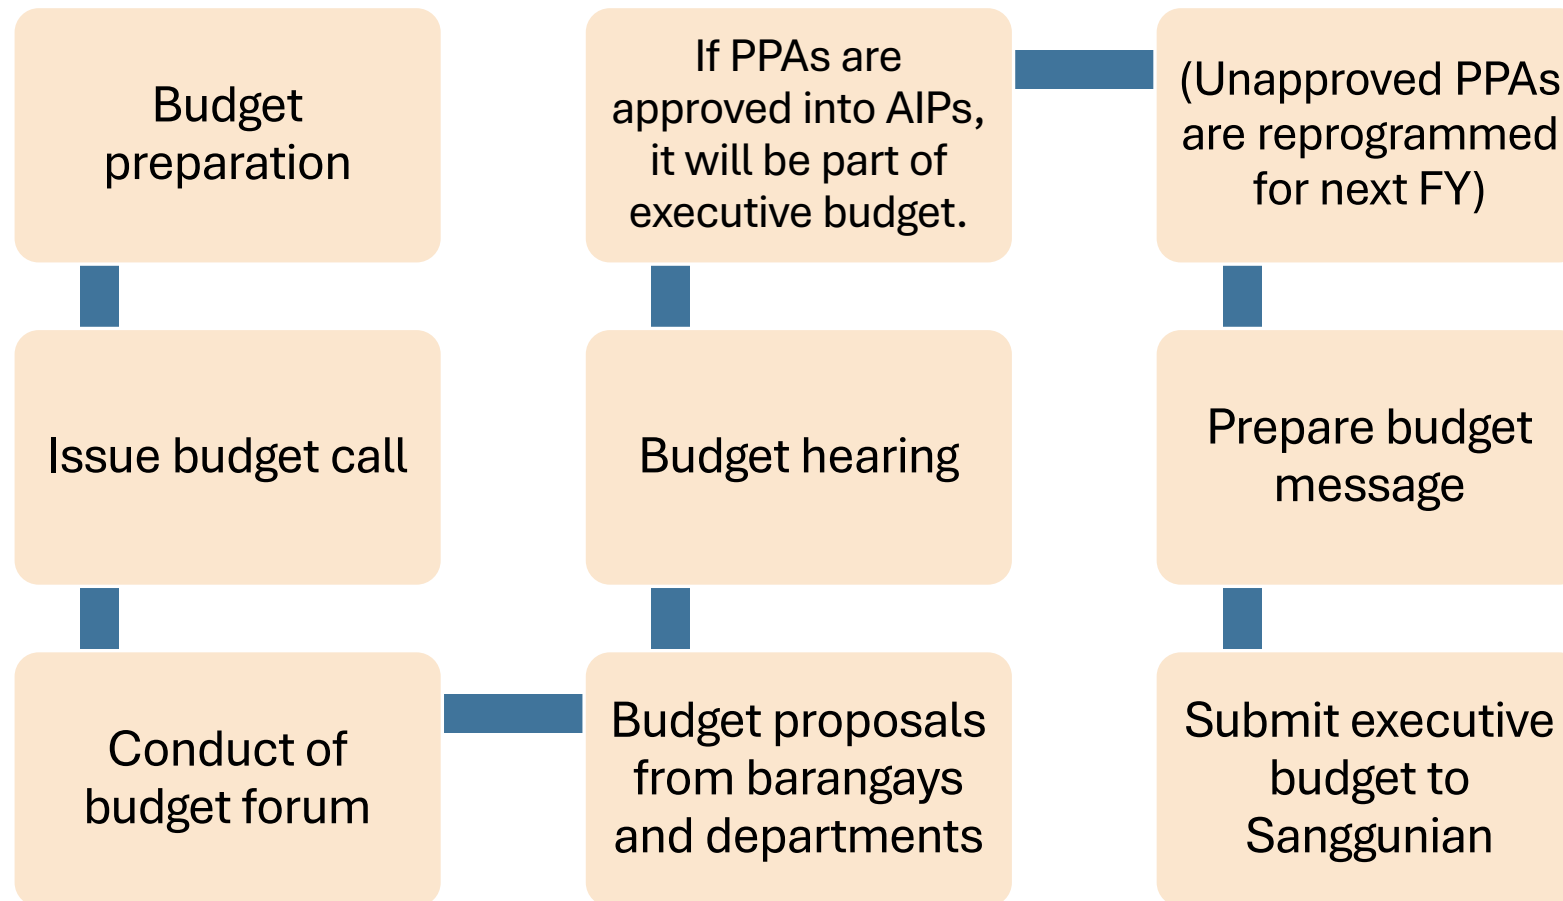 Budget
preparation
Issue budget call
Conduct of
budget forum
Budget proposals
from barangays
and departments
Budget hearing
If PPAs are
approved into AIPs,
it will be part of
executive budget.
(Unapproved PPAs
are reprogrammed
for next FY)
Prepare budget
message
Submit executive
budget to
Sanggunian